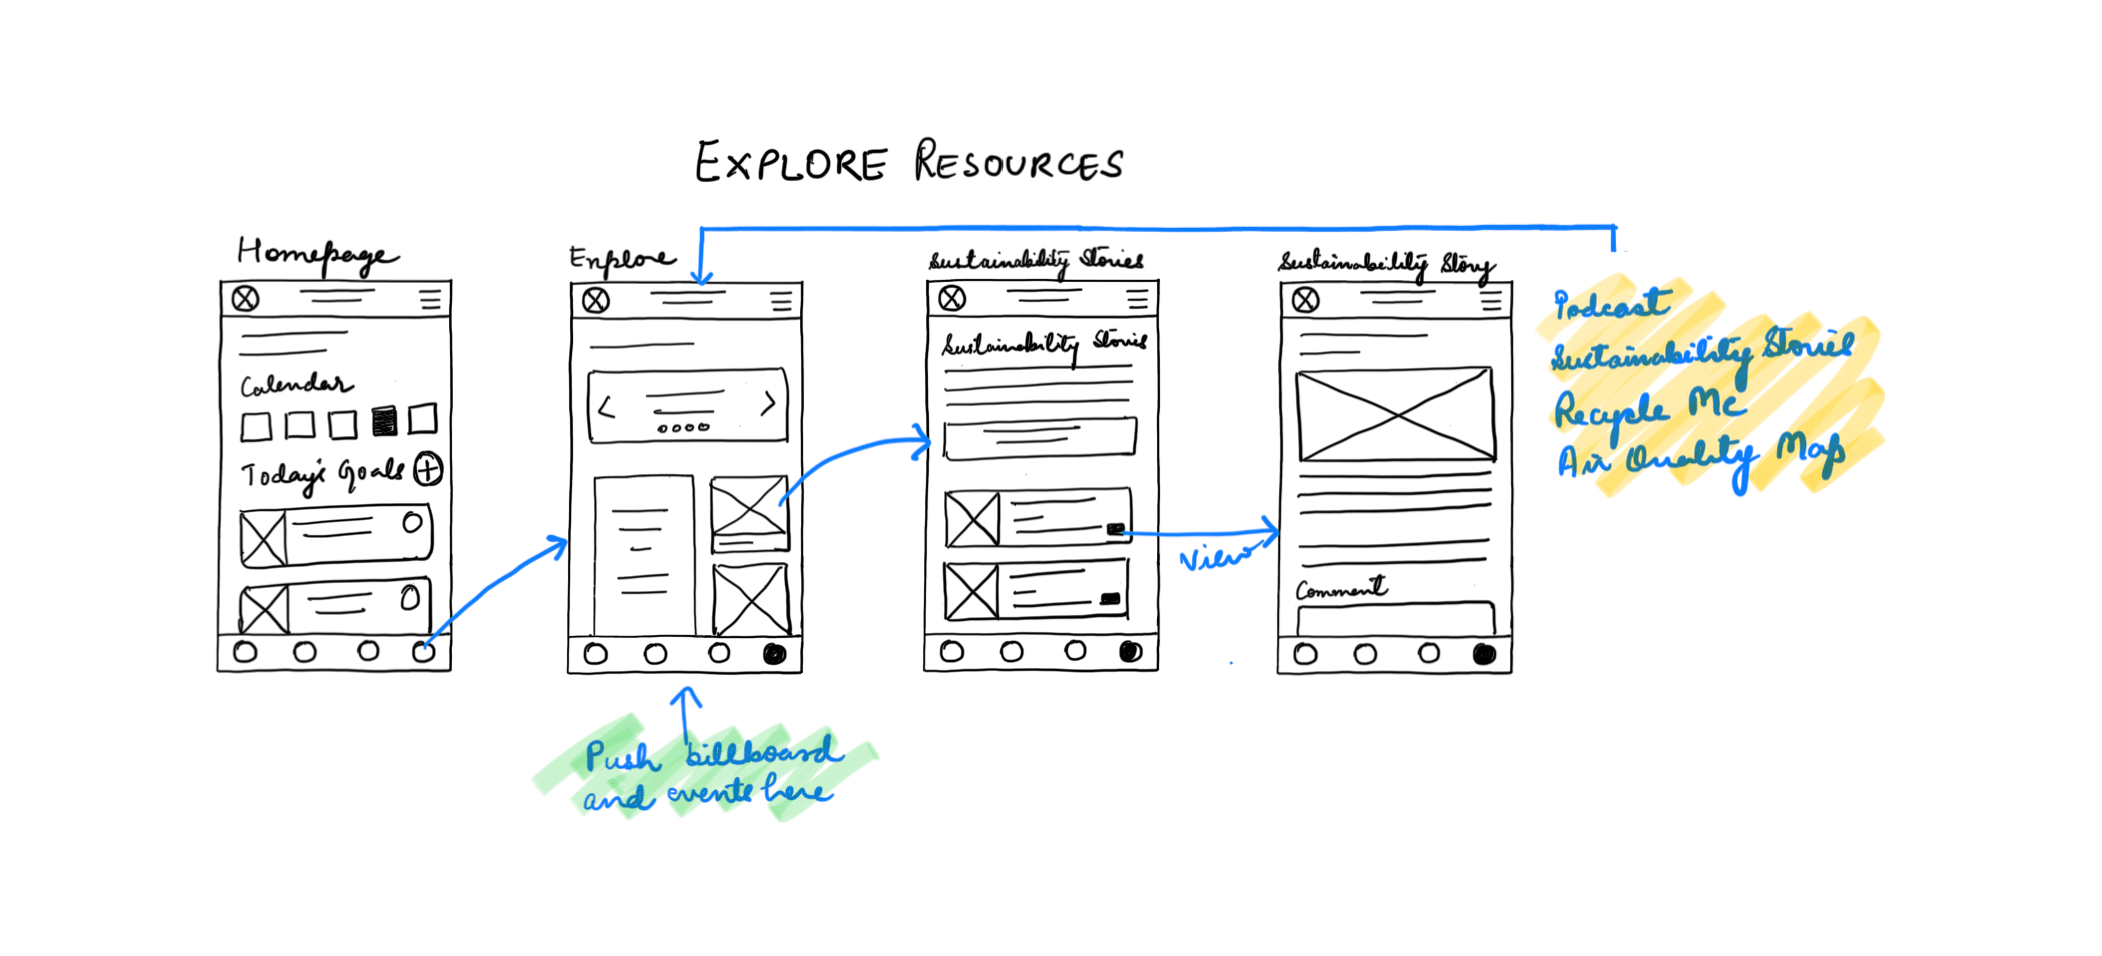 EXPLORE RESOURCES
Homepage
Explore
Sustainability Stories
Sustainability Story
Calendar
Today's Goals
Sustainability Stories
View
Comment
Podcast
Sustainability Stories
Recycle Me
Air Quality Map
Push billboard
and events here